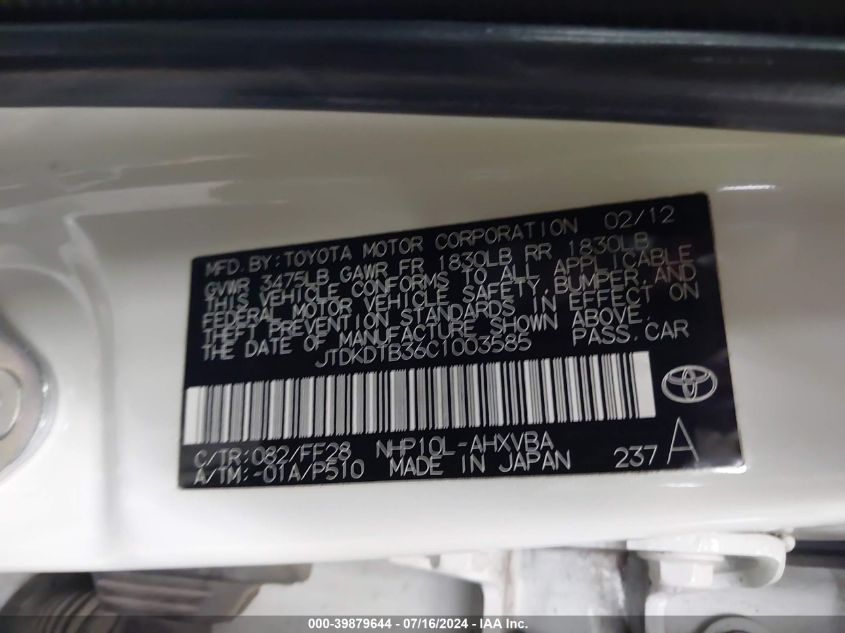 MFD. BY: TOYOTA MOTOR CORPORATION 02/12
GVWR 3475LB GAWR FR 1830LB RR 1830LB
THIS VEHICLE CONFORMS TO ALL APPLICABLE
FEDERAL MOTOR VEHICLE SAFETY, BUMPER, AND
THEFT PREVENTION STANDARDS IN EFFECT ON
THE DATE OF MANUFACTURE SHOWN ABOVE.
JTDKDTB36C1003585 PASS. CAR
C/TR: 082/FF28 NHP10L-AHXVBA
A/TM: -01A/P510 MADE IN JAPAN 237 A
000-39879644 - 07/16/2024 - IAA Inc.